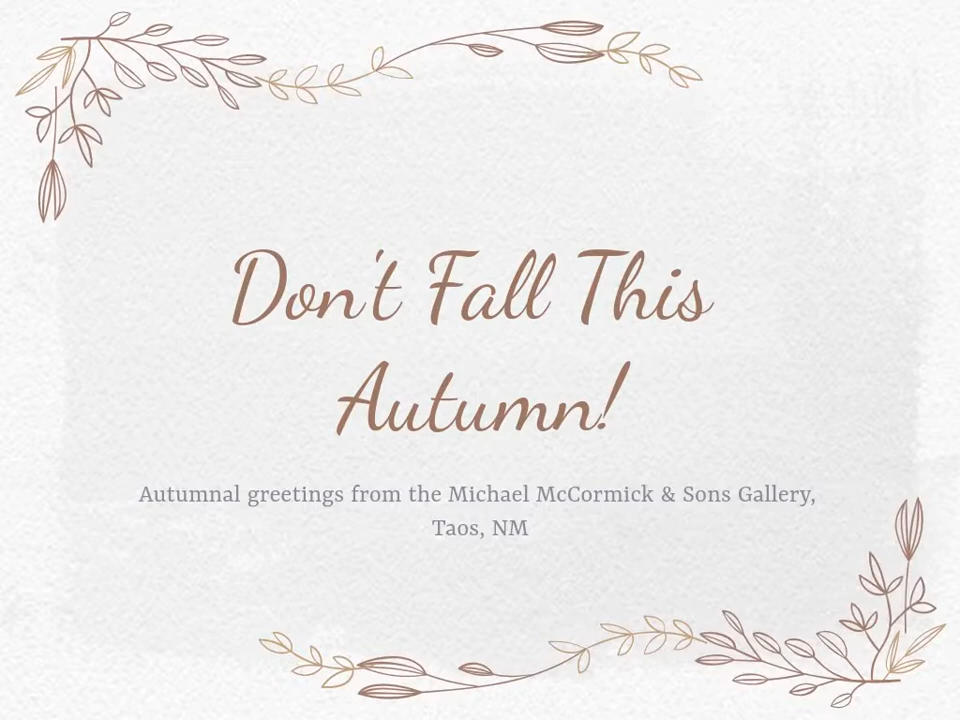 Don't Fall This
Autumn!
Autumnal greetings from the Michael McCormick & Sons Gallery,
Taos, NM